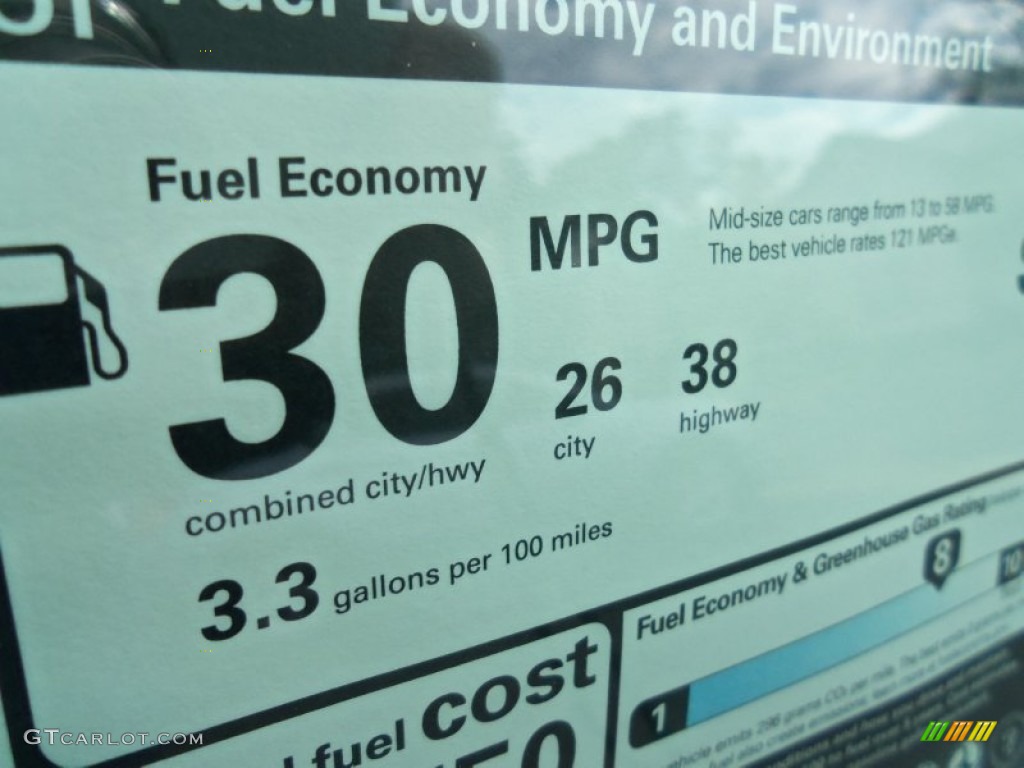 Fuel Economy and Environment
Fuel Economy
30
MPG
Mid-size cars range from 13 to 58 MPG.
The best vehicle rates 121 MPGe.
26
city
38
highway
combined city/hwy
3.3 gallons per 100 miles
Fuel Economy & Greenhouse Gas Rating
8
10
1
fuel cost
GTCARLOT.COM